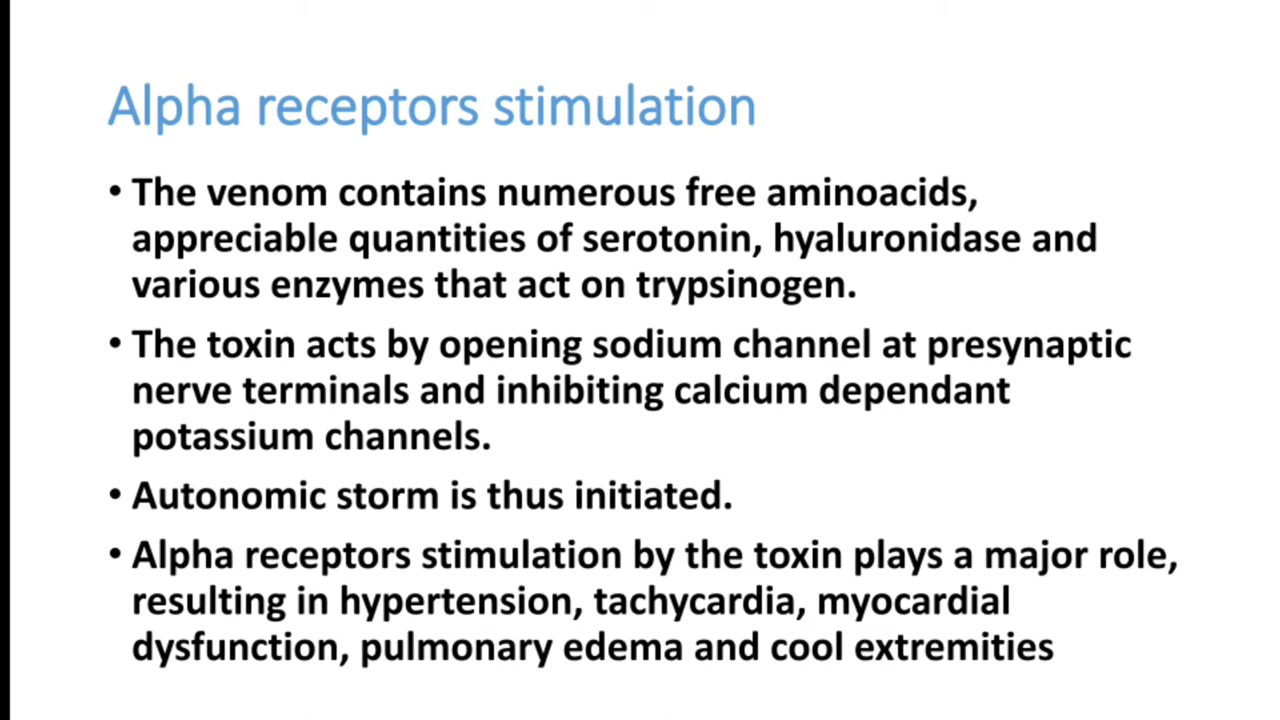 Alpha receptors stimulation
• The venom contains numerous free aminoacids,
appreciable quantities of serotonin, hyaluronidase and
various enzymes that act on trypsinogen.
• The toxin acts by opening sodium channel at presynaptic
nerve terminals and inhibiting calcium dependant
potassium channels.
• Autonomic storm is thus initiated.
• Alpha receptors stimulation by the toxin plays a major role,
resulting in hypertension, tachycardia, myocardial
dysfunction, pulmonary edema and cool extremities